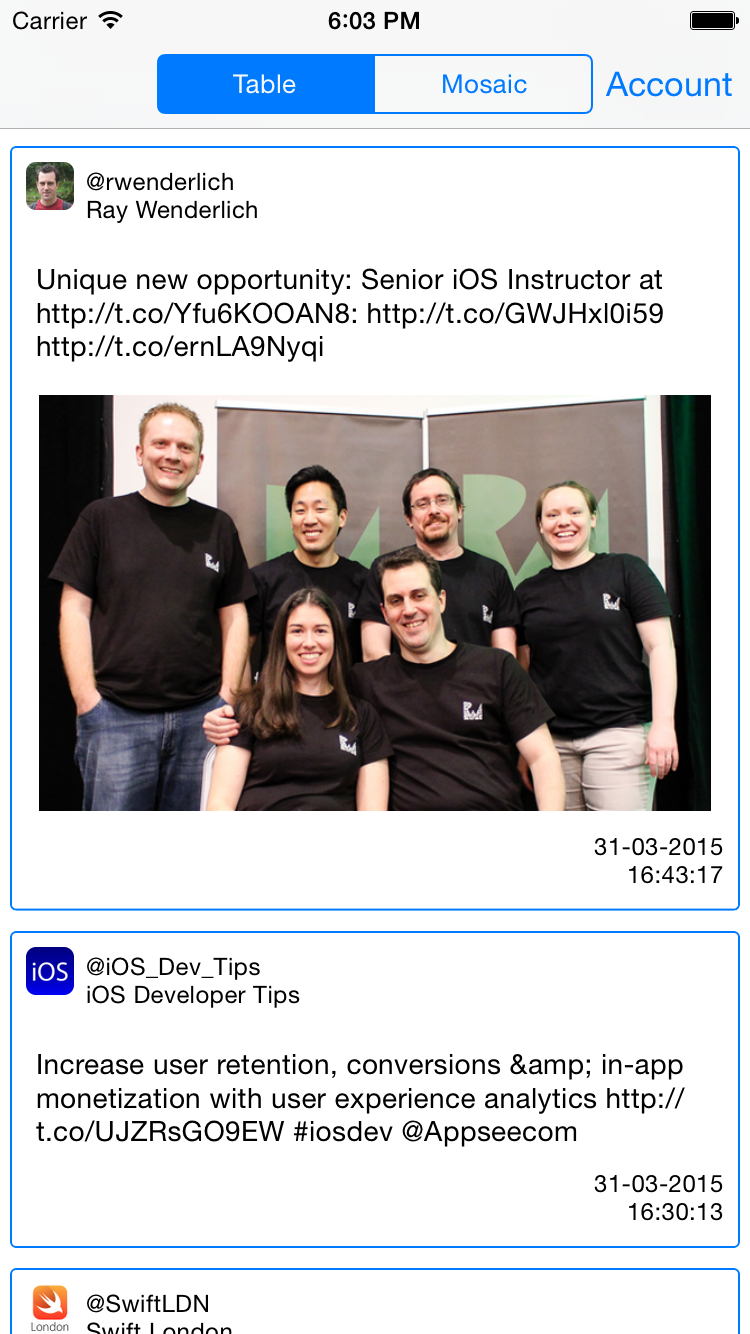 Carrier 6:03 PM
Table Mosaic Account
@rwenderlich
Ray Wenderlich
Unique new opportunity: Senior iOS Instructor at
http://t.co/Yfu6KOOAN8: http://t.co/GWJHxl0i59
http://t.co/ernLA9Nyqi
31-03-2015
16:43:17
iOS
@iOS_Dev_Tips
iOS Developer Tips
Increase user retention, conversions &amp; in-app
monetization with user experience analytics http://
t.co/UJZRsGO9EW #iosdev @Appseecom
31-03-2015
16:30:13
London
@SwiftLDN
Swift London